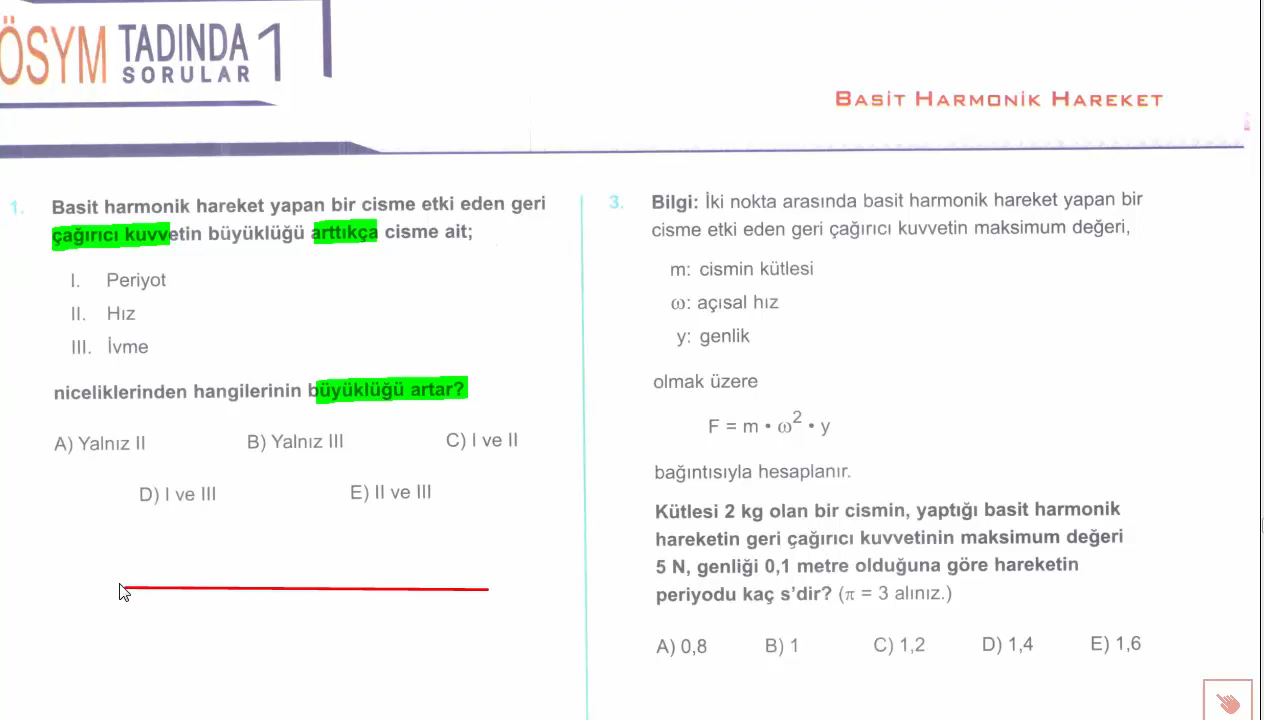 ÖSYM TADINDA SORULAR 1
BASİT HARMONİK HAREKET
1. Basit harmonik hareket yapan bir cisme etki eden geri
çağırıcı kuvvetin büyüklüğü arttıkça cisme ait;
I. Periyot
II. Hız
III. İvme
niceliklerinden hangilerinin büyüklüğü artar?
A) Yalnız II B) Yalnız III C) I ve II
D) I ve III E) II ve III
3. Bilgi: İki nokta arasında basit harmonik hareket yapan bir
cisme etki eden geri çağırıcı kuvvetin maksimum değeri,
m: cismin kütlesi
ω: açısal hız
y: genlik
olmak üzere
F = m • ω² • y
bağıntısıyla hesaplanır.
Kütlesi 2 kg olan bir cismin, yaptığı basit harmonik
hareketin geri çağırıcı kuvvetinin maksimum değeri
5 N, genliği 0,1 metre olduğuna göre hareketin
periyodu kaç s'dir? (π = 3 alınız.)
A) 0,8 B) 1 C) 1,2 D) 1,4 E) 1,6